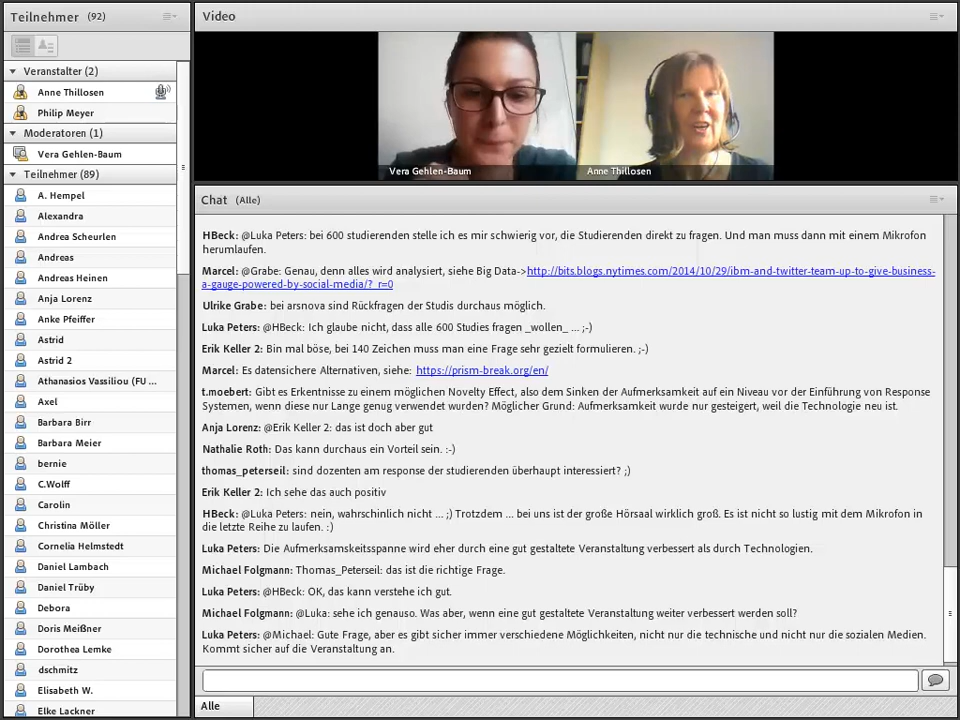 Teilnehmer (92)
Veranstalter (2)
Anne Thillosen
Philip Meyer
Moderatoren (1)
Vera Gehlen-Baum
Teilnehmer (89)
A. Hempel
Alexandra
Andrea Scheurlen
Andreas
Andreas Heinen
Anja Lorenz
Anke Pfeiffer
Astrid
Astrid 2
Athanasios Vassiliou (FU ...
Axel
Barbara Birr
Barbara Meier
bernie
C.Wolff
Carolin
Christina Möller
Cornelia Helmstedt
Daniel Lambach
Daniel Trüby
Debora
Doris Meißner
Dorothea Lemke
dschmitz
Elisabeth W.
Elke Lackner
Video
Vera Gehlen-Baum
Anne Thillosen
Chat (Alle)
HBeck: @Luka Peters: bei 600 studierenden stelle ich es mir schwierig vor, die Studierenden direkt zu fragen. Und man muss dann mit einem Mikrofon
herumlaufen.
Marcel: @Grabe: Genau, denn alles wird analysiert, siehe Big Data->http://bits.blogs.nytimes.com/2014/10/29/ibm-and-twitter-team-up-to-give-business-
a-gauge-powered-by-social-media/?_r=0
Ulrike Grabe: bei arsnova sind Rückfragen der Studis durchaus möglich.
Luka Peters: @HBeck: Ich glaube nicht, dass alle 600 Studies fragen _wollen_ ... ;-)
Erik Keller 2: Bin mal böse, bei 140 Zeichen muss man eine Frage sehr gezielt formulieren. ;-)
Marcel: Es datensichere Alternativen, siehe: https://prism-break.org/en/
t.moebert: Gibt es Erkentnisse zu einem möglichen Novelty Effect, also dem Sinken der Aufmerksamkeit auf ein Niveau vor der Einführung von Response
Systemen, wenn diese nur Lange genug verwendet wurden? Möglicher Grund: Aufmerksamkeit wurde nur gesteigert, weil die Technologie neu ist.
Anja Lorenz: @Erik Keller 2: das ist doch aber gut
Nathalie Roth: Das kann durchaus ein Vorteil sein. :-)
thomas_peterseil: sind dozenten am response der studierenden überhaupt interessiert? ;)
Erik Keller 2: Ich sehe das auch positiv
HBeck: @Luka Peters: nein, wahrschinlich nicht ... ;) Trotzdem ... bei uns ist der große Hörsaal wirklich groß. Es ist nicht so lustig mit dem Mikrofon in
die letzte Reihe zu laufen. :)
Luka Peters: Die Aufmerksamskeitsspanne wird eher durch eine gut gestaltete Veranstaltung verbessert als durch Technologien.
Michael Folgmann: Thomas_Peterseil: das ist die richtige Frage.
Luka Peters: @HBeck: OK, das kann verstehe ich gut.
Michael Folgmann: @Luka: sehe ich genauso. Was aber, wenn eine gut gestaltete Veranstaltung weiter verbessert werden soll?
Luka Peters: @Michael: Gute Frage, aber es gibt sicher immer verschiedene Möglichkeiten, nicht nur die technische und nicht nur die sozialen Medien.
Kommt sicher auf die Veranstaltung an.
Alle